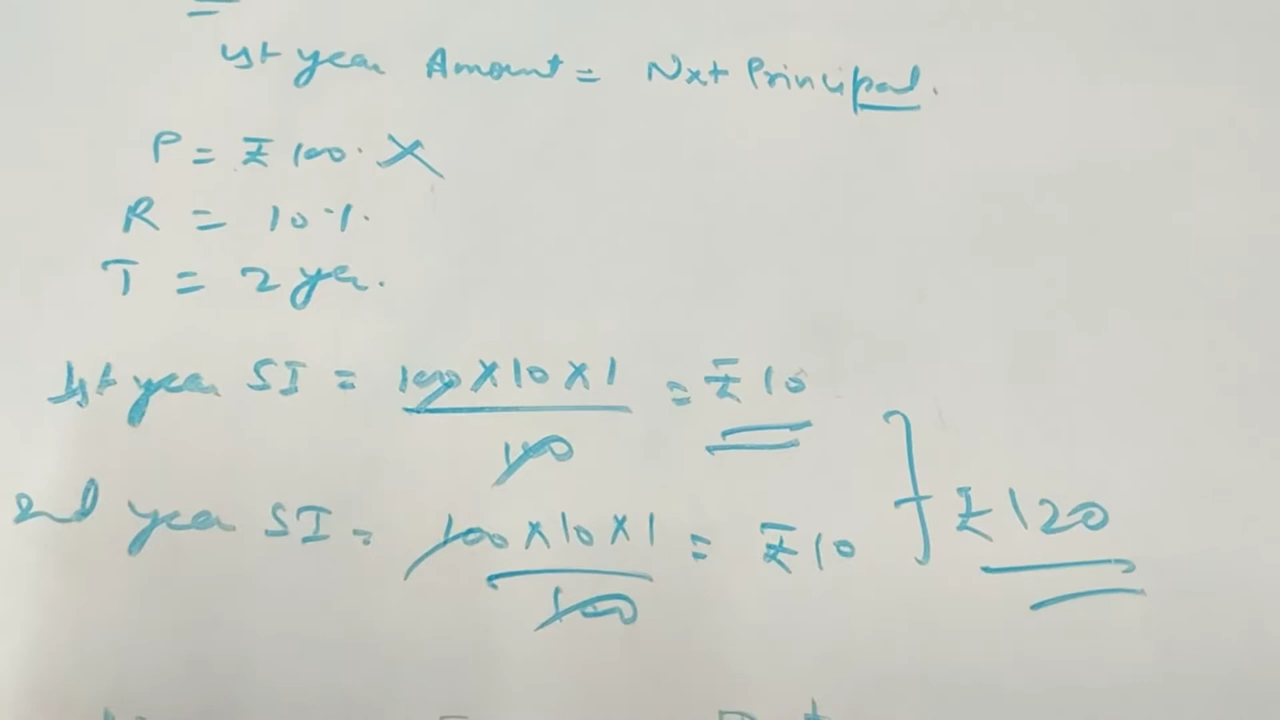 1st year Amount = Nxt Principal.
P = ₹ 100. X
R = 10%.
T = 2 yr.
1st year SI = 100 X 10 X 1 / 100 = ₹ 10
2nd year SI = 100 X 10 X 1 / 100 = ₹ 10 } ₹ 120